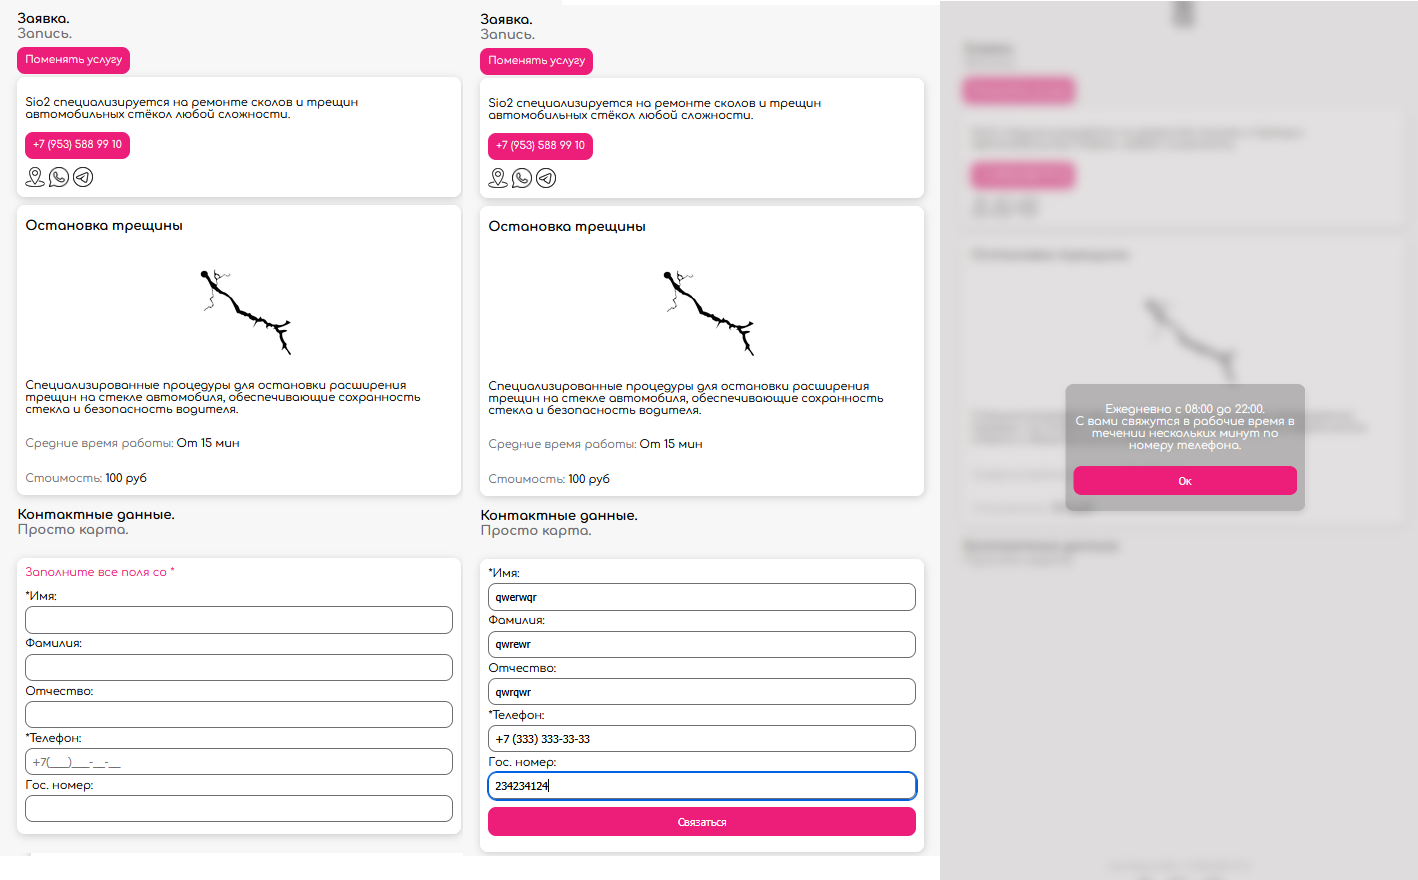 Заявка.
Запись.
Поменять услугу
Sio2 специализируется на ремонте сколов и трещин
автомобильных стёкол любой сложности.
+7 (953) 588 99 10
Остановка трещины
Специализированные процедуры для остановки расширения
трещин на стекле автомобиля, обеспечивающие сохранность
стекла и безопасность водителя.
Средние время работы: От 15 мин
Стоимость: 100 руб
Контактные данные.
Просто карта.
Заполните все поля со *
*Имя:
Фамилия:
Отчество:
*Телефон:
+7(___)___-__-__
Гос. номер:
Заявка.
Запись.
Поменять услугу
Sio2 специализируется на ремонте сколов и трещин
автомобильных стёкол любой сложности.
+7 (953) 588 99 10
Остановка трещины
Специализированные процедуры для остановки расширения
трещин на стекле автомобиля, обеспечивающие сохранность
стекла и безопасность водителя.
Средние время работы: От 15 мин
Стоимость: 100 руб
Контактные данные.
Просто карта.
*Имя:
qwerwqr
Фамилия:
qwrewr
Отчество:
qwrqwr
*Телефон:
+7 (333) 333-33-33
Гос. номер:
234234124
Связаться
Ежедневно с 08:00 до 22:00.
С вами свяжутся в рабочие время в
течении нескольких минут по
номеру телефона.
Ок